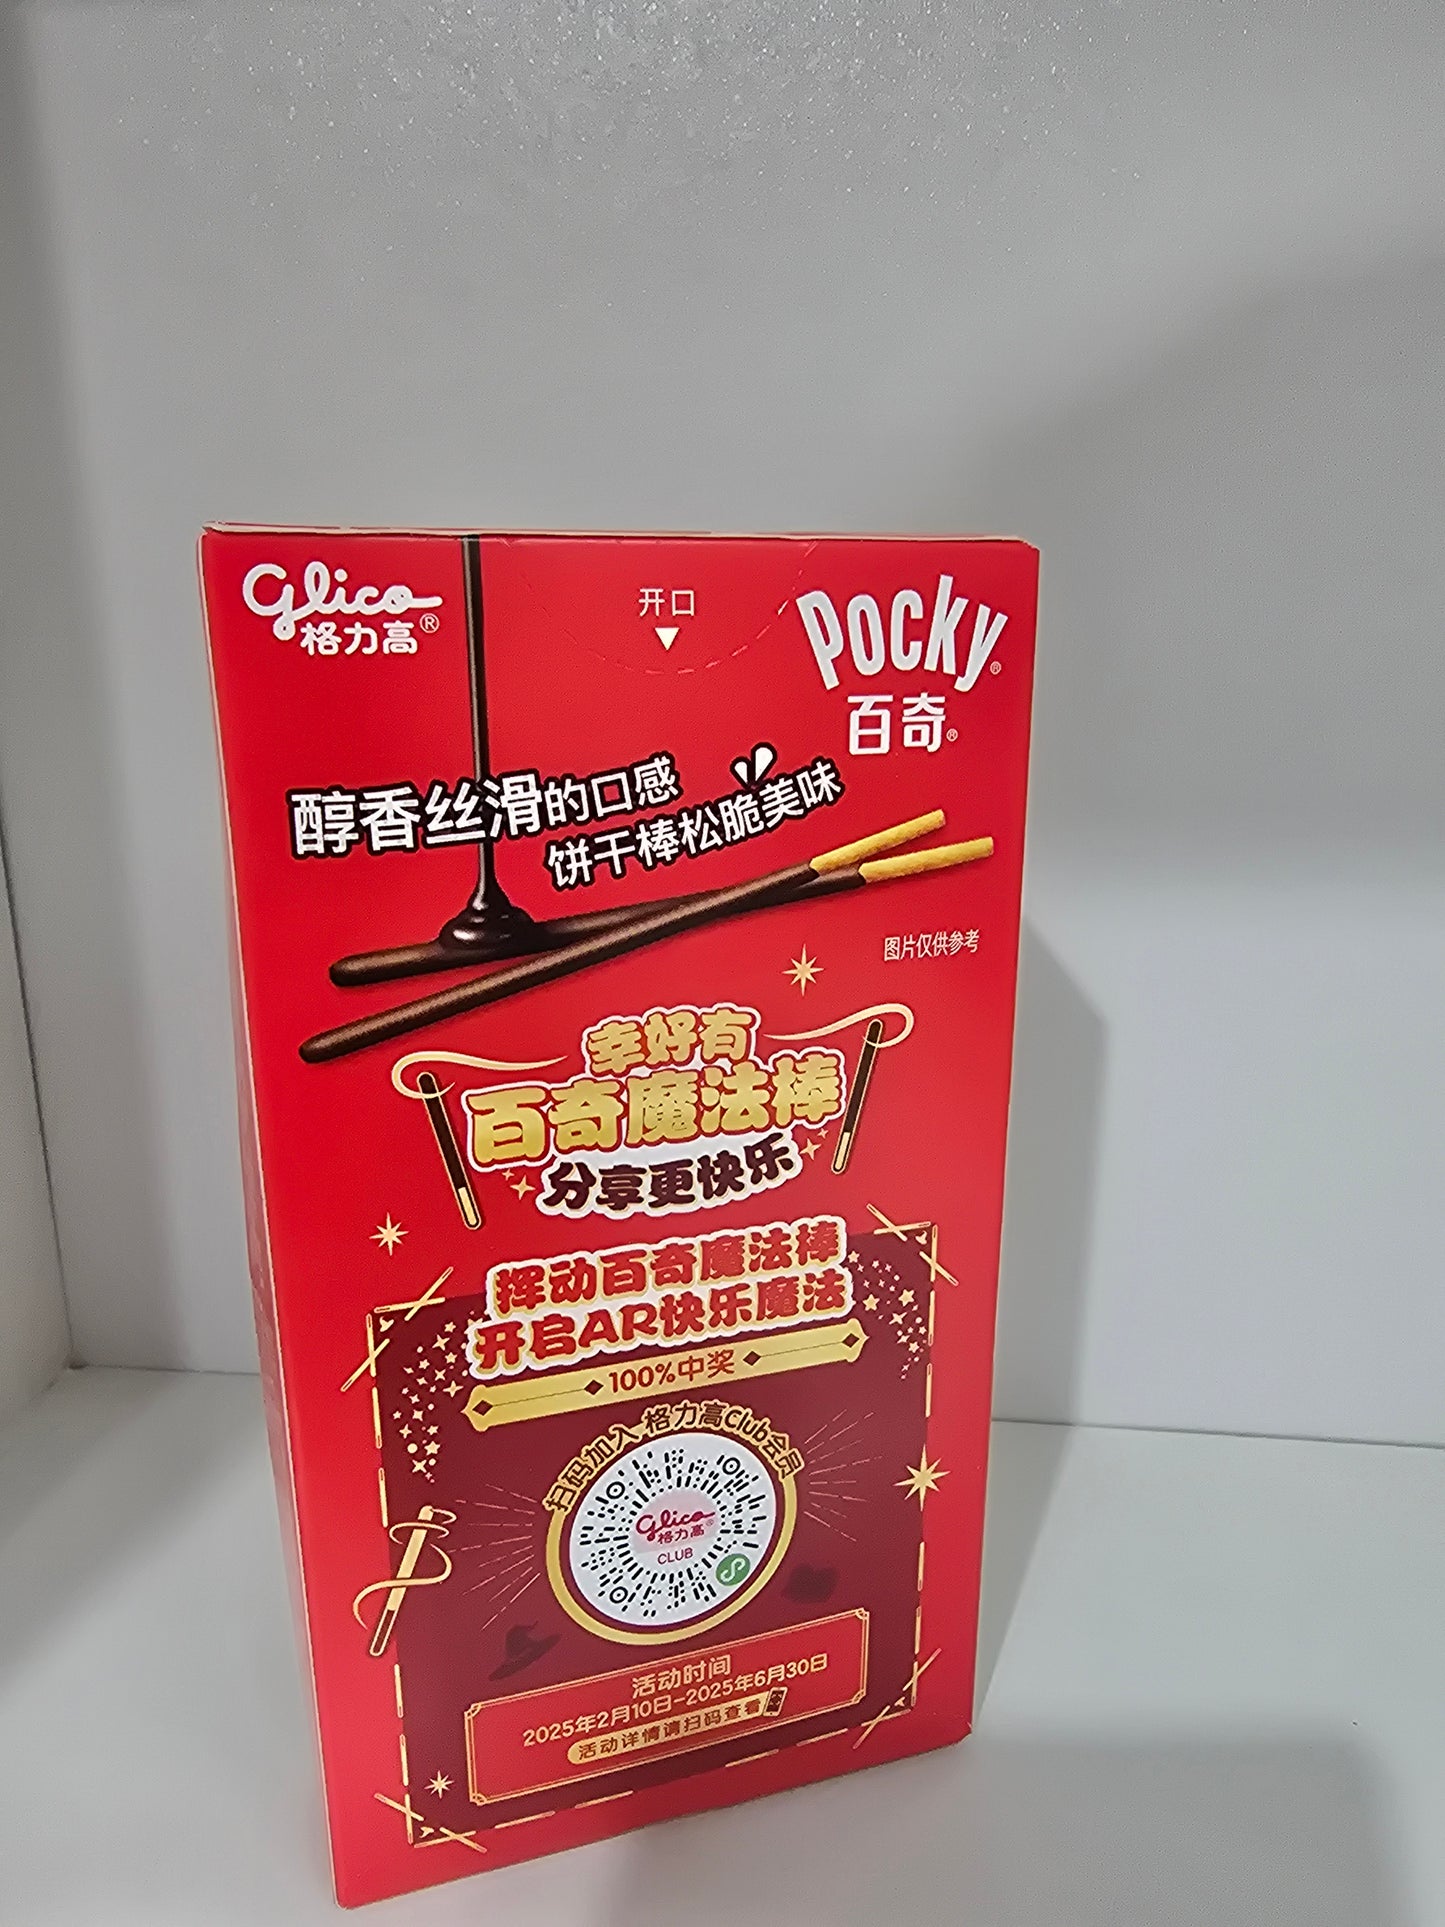 Glico
格力高®
开口
Pocky®
百奇®
醇香丝滑的口感
饼干棒松脆美味
图片仅供参考
幸好有
百奇魔法棒
分享更快乐
挥动百奇魔法棒
开启AR快乐魔法
100%中奖
扫码加入 格力高Club会员
Glico®
格力高
CLUB
活动时间
2025年2月10日-2025年6月30日
活动详情请扫码查看